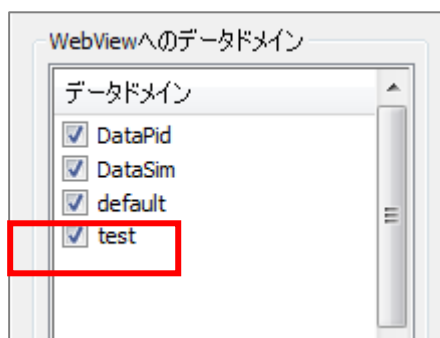 WebViewへのデータドメイン
データドメイン
DataPid
DataSim
default
test